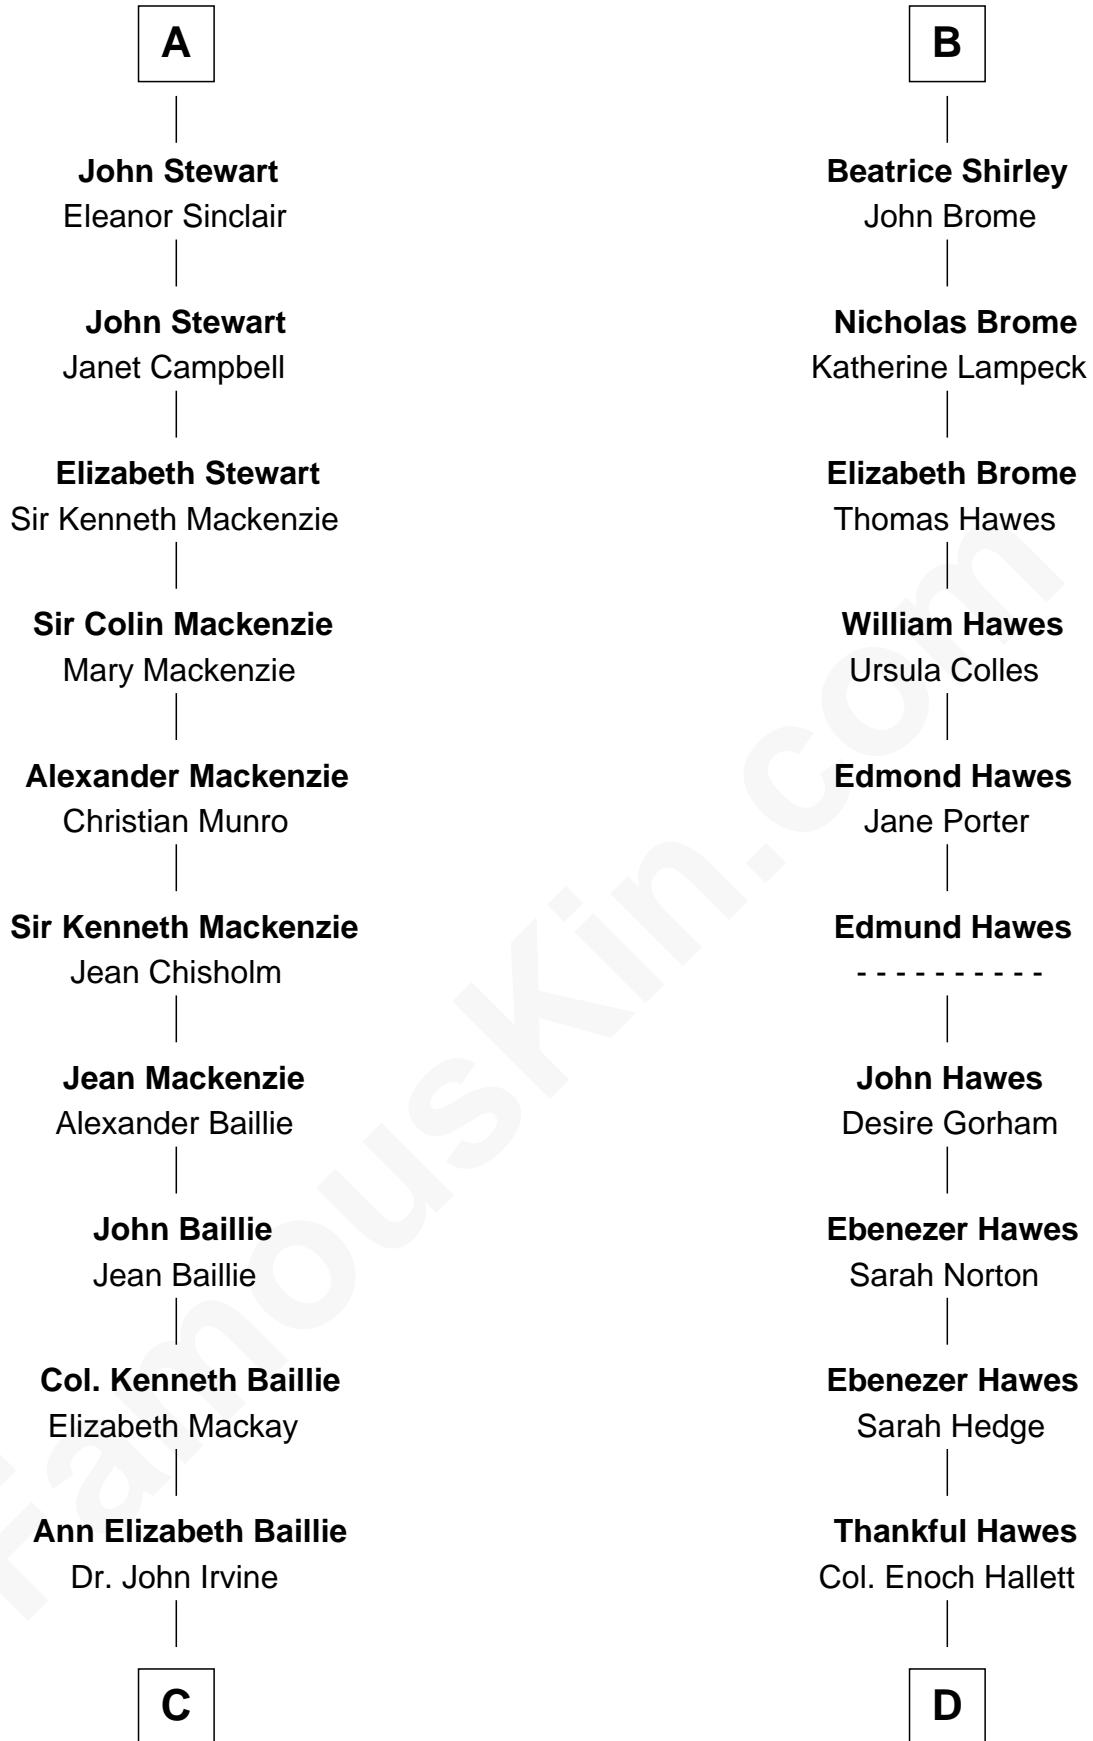 A
John Stewart
Eleanor Sinclair
John Stewart
Janet Campbell
Elizabeth Stewart
Sir Kenneth Mackenzie
Sir Colin Mackenzie
Mary Mackenzie
Alexander Mackenzie
Christian Munro
Sir Kenneth Mackenzie
Jean Chisholm
Jean Mackenzie
Alexander Baillie
John Baillie
Jean Baillie
Col. Kenneth Baillie
Elizabeth Mackay
Ann Elizabeth Baillie
Dr. John Irvine
C
B
Beatrice Shirley
John Brome
Nicholas Brome
Katherine Lampeck
Elizabeth Brome
Thomas Hawes
William Hawes
Ursula Colles
Edmond Hawes
Jane Porter
Edmund Hawes
- - - - - - - - - -
John Hawes
Desire Gorham
Ebenezer Hawes
Sarah Norton
Ebenezer Hawes
Sarah Hedge
Thankful Hawes
Col. Enoch Hallett
D
FamousKin.com